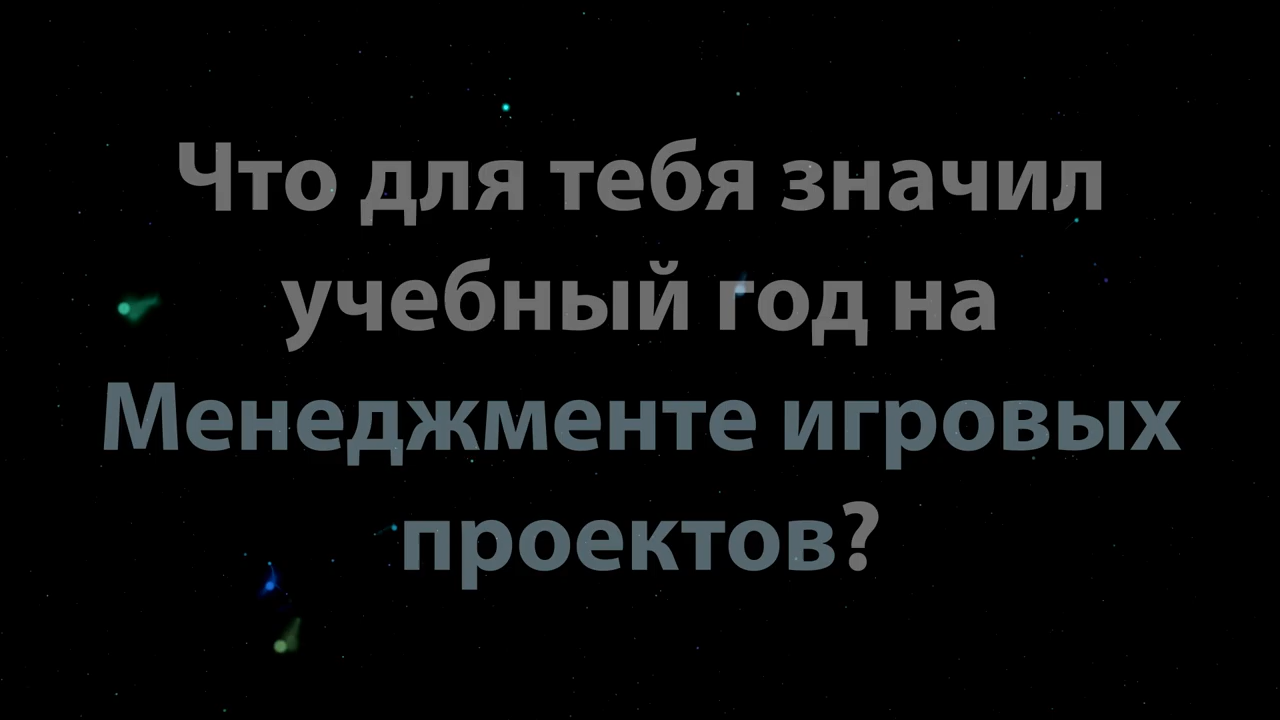 Что для тебя значил
учебный год на
Менеджменте игровых
проектов?